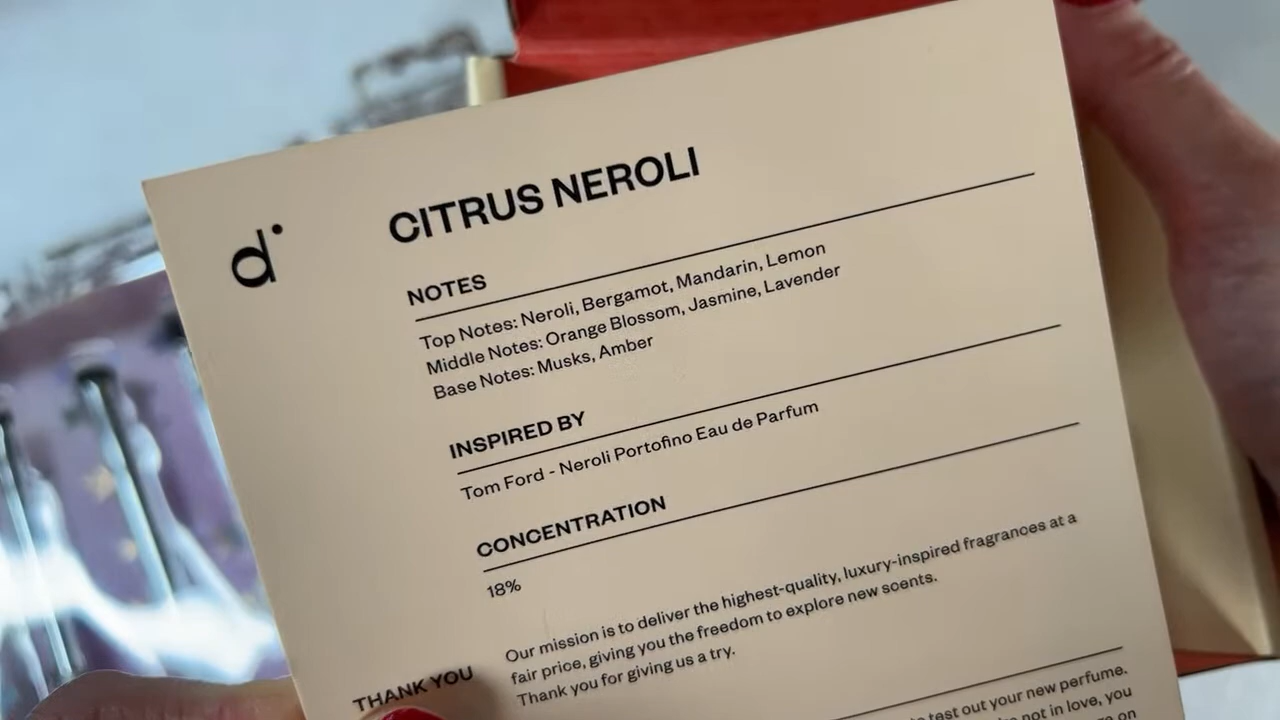 d
CITRUS NEROLI
NOTES
Top Notes: Neroli, Bergamot, Mandarin, Lemon
Middle Notes: Orange Blossom, Jasmine, Lavender
Base Notes: Musks, Amber
INSPIRED BY
Tom Ford - Neroli Portofino Eau de Parfum
CONCENTRATION
18%
Our mission is to deliver the highest-quality, luxury-inspired fragrances at a
fair price, giving you the freedom to explore new scents.
Thank you for giving us a try.
THANK YOU
test out your new perfume.
not in love, you
on